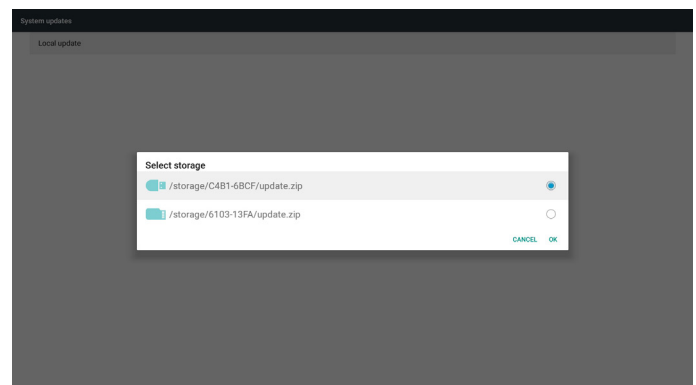 System updates
Local update
Select storage
/storage/C4B1-6BCF/update.zip
/storage/6103-13FA/update.zip
CANCEL OK